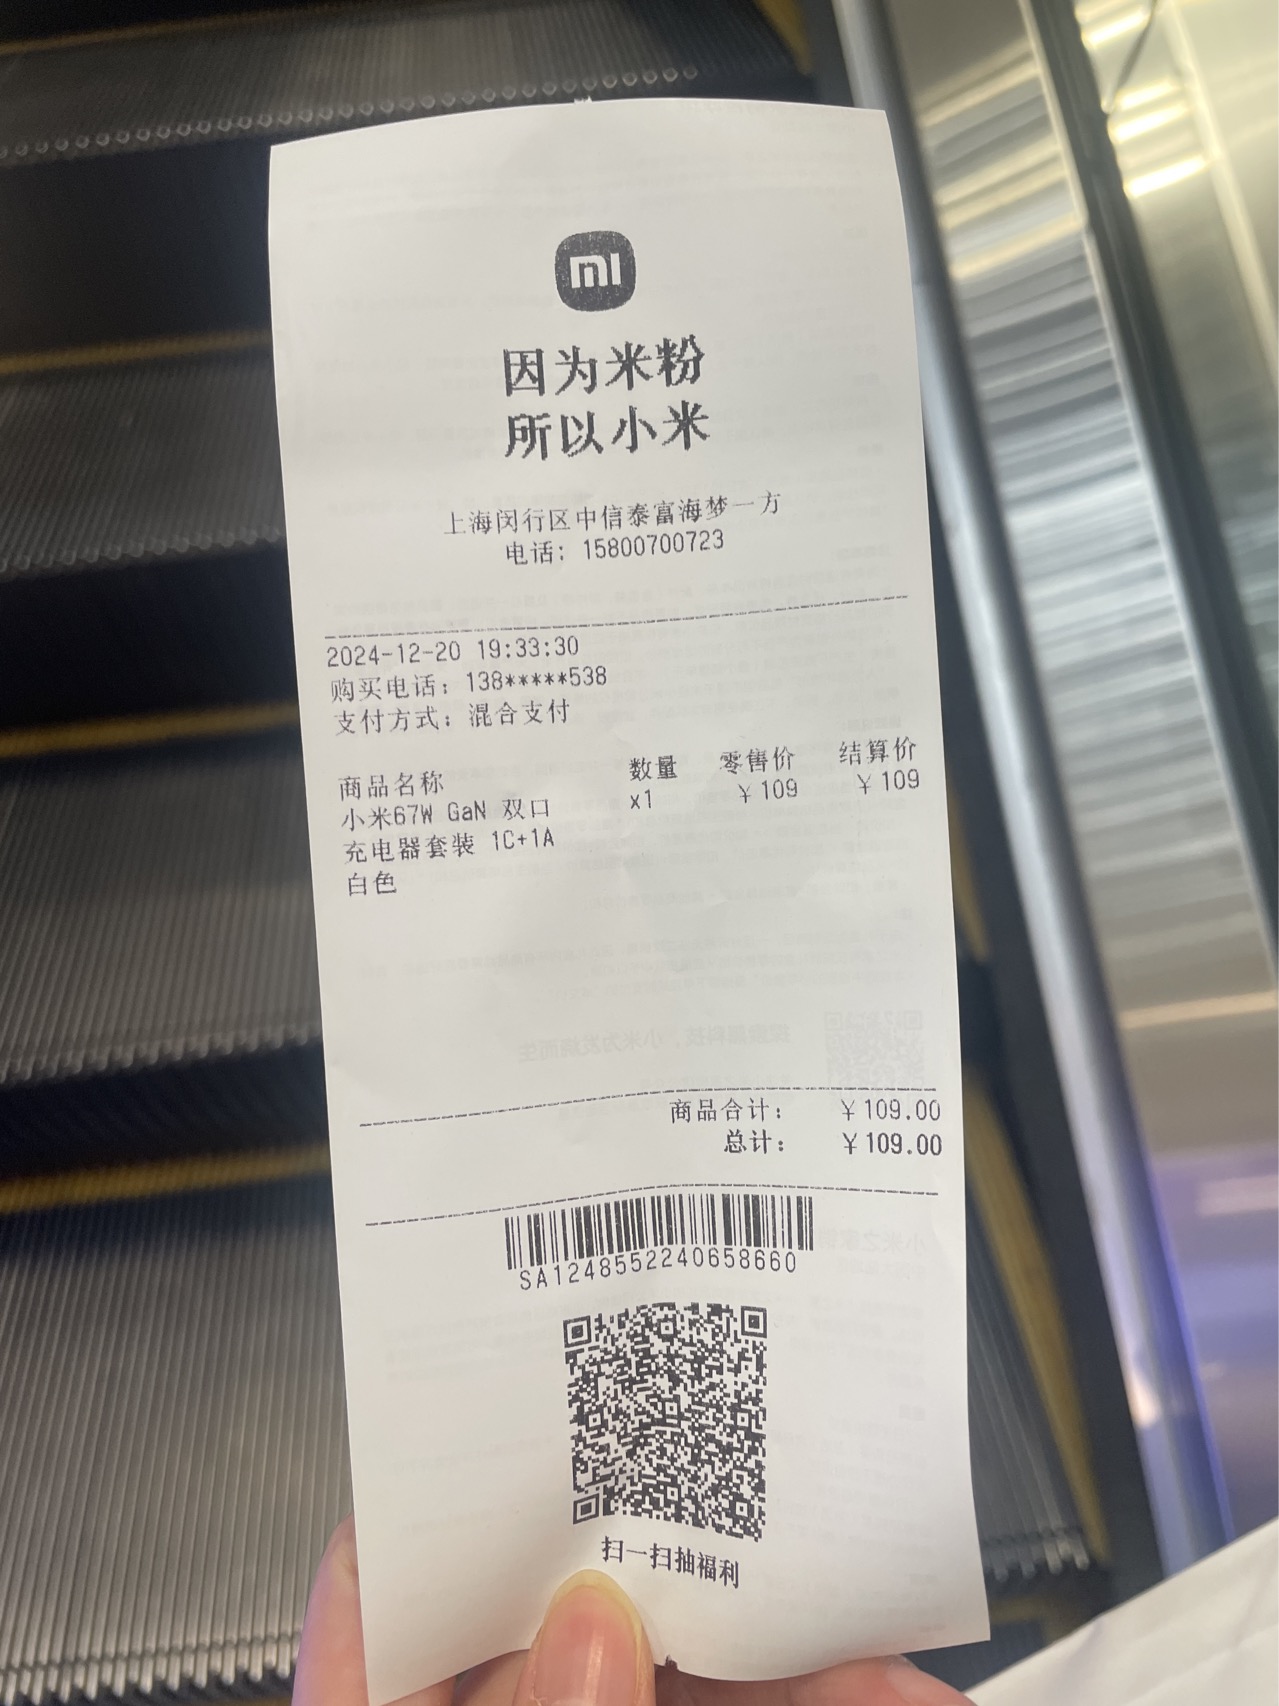 mi
因为米粉
所以小米
上海闵行区中信泰富海梦一方
电话: 15800700723
2024-12-20 19:33:30
购买电话: 138*****538
支付方式: 混合支付
商品名称 数量 零售价 结算价
小米67W GaN 双口 x1 ￥109 ￥109
充电器套装 1C+1A
白色
商品合计: ￥109.00
总计: ￥109.00
SA1248552240658660
扫一扫抽福利